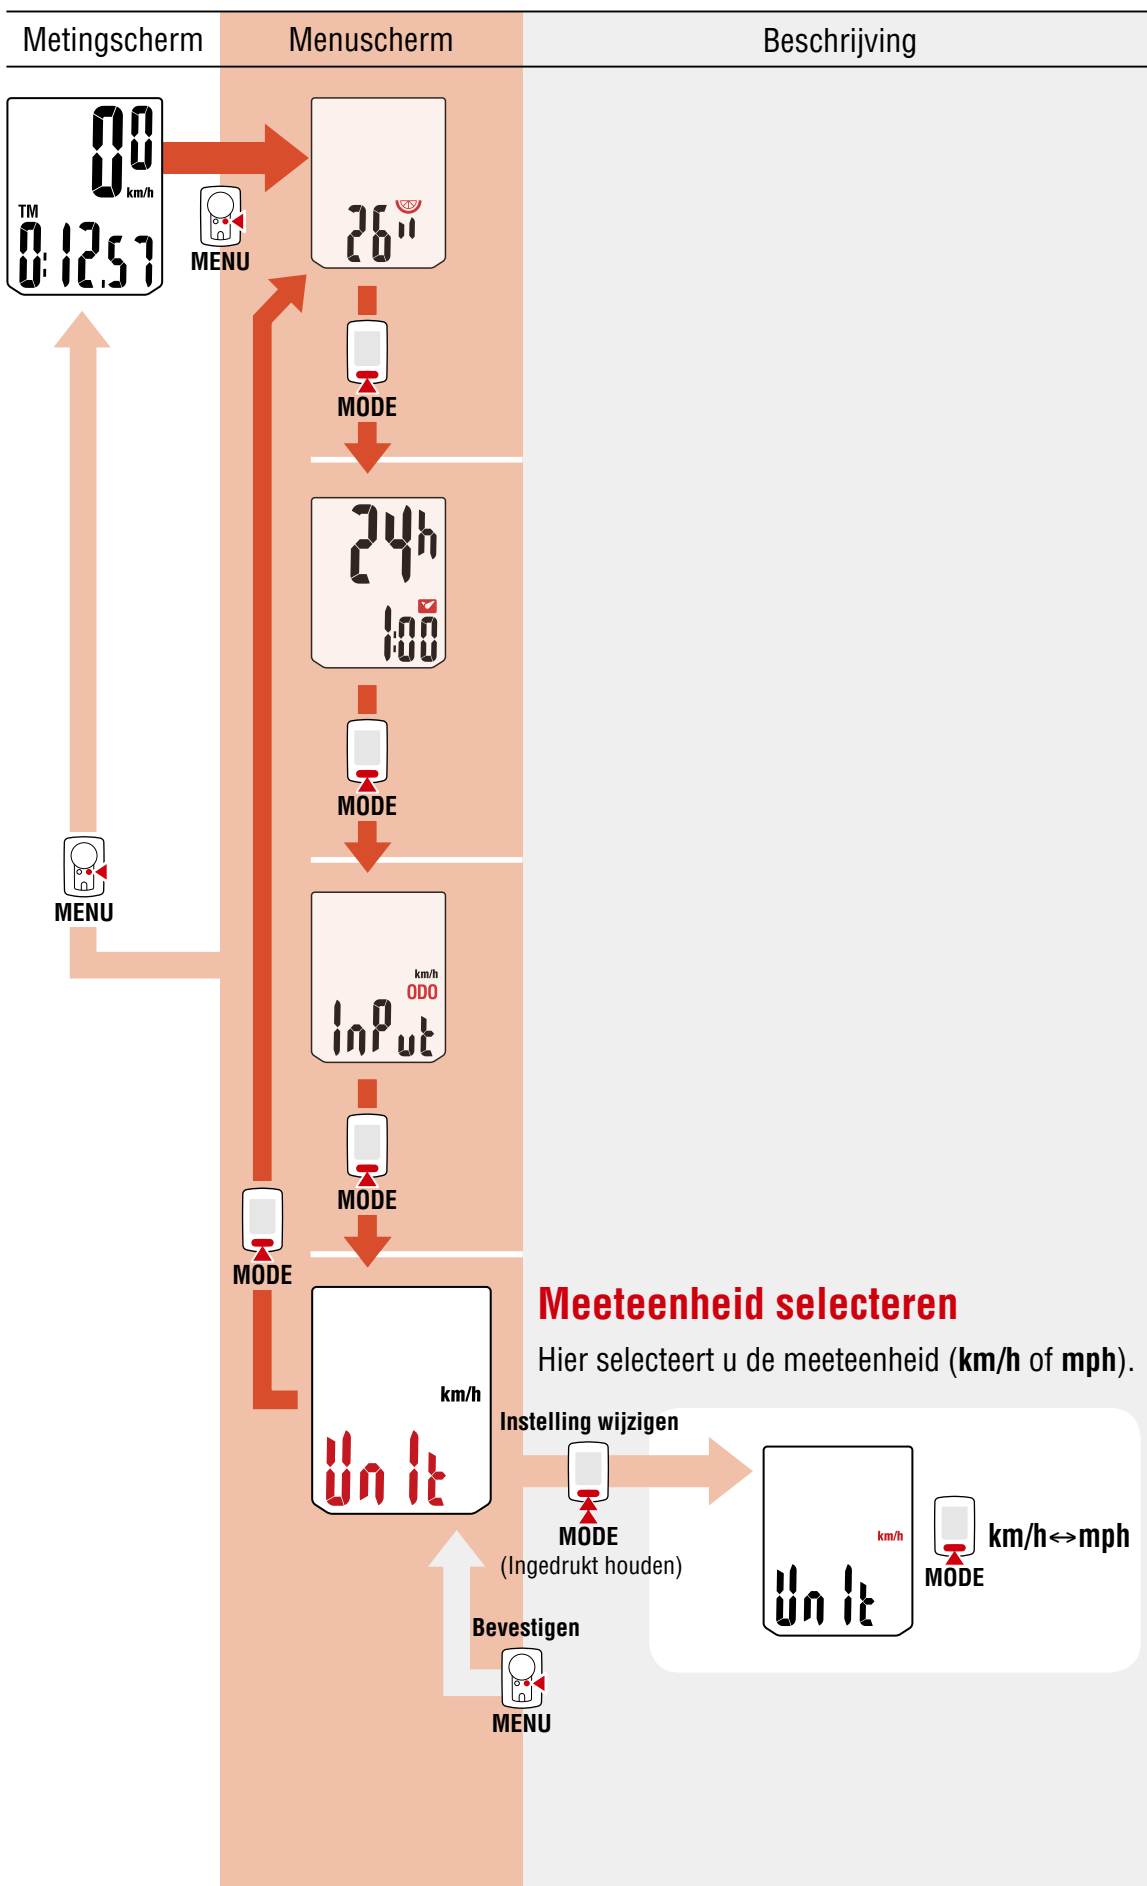 Metingscherm
Menuscherm
Beschrijving
00
km/h
TM
0:12.57
MENU
26"
MODE
24h
1:00
MODE
MENU
km/h
ODO
InPut
MODE
MODE
Meeteenheid selecteren
Hier selecteert u de meeteenheid (km/h of mph).
km/h
UnIt
Instelling wijzigen
MODE
(Ingedrukt houden)
km/h
UnIt
MODE
km/h↔mph
Bevestigen
MENU